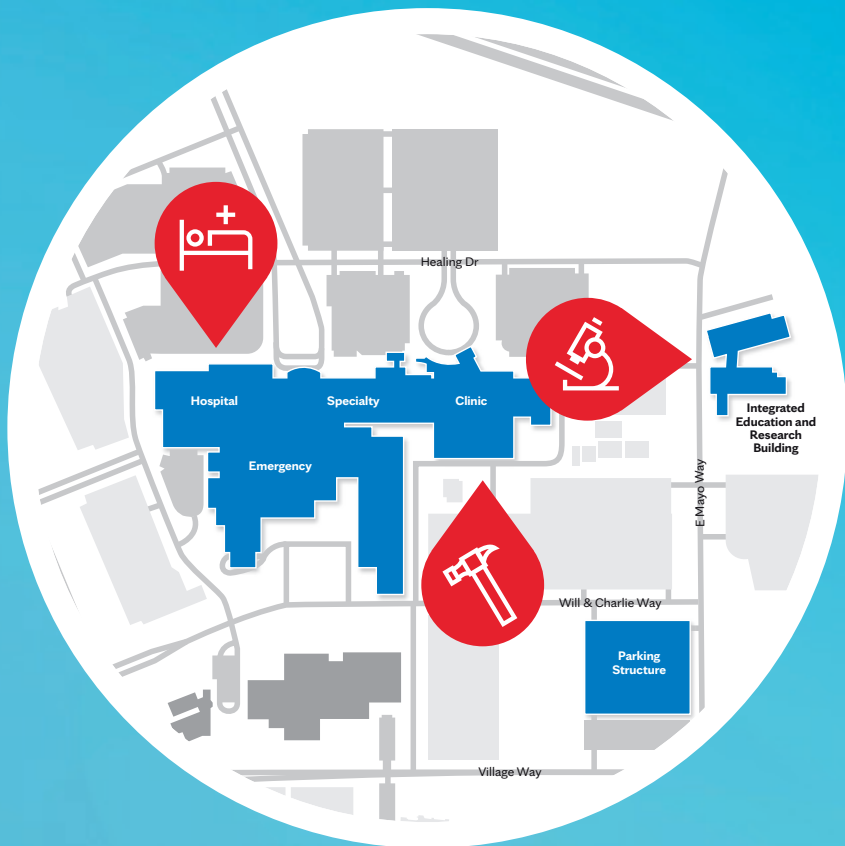 Healing Dr
Hospital
Specialty
Clinic
Integrated
Education and
Research
Building
Emergency
E Mayo Way
Will & Charlie Way
Parking
Structure
Village Way